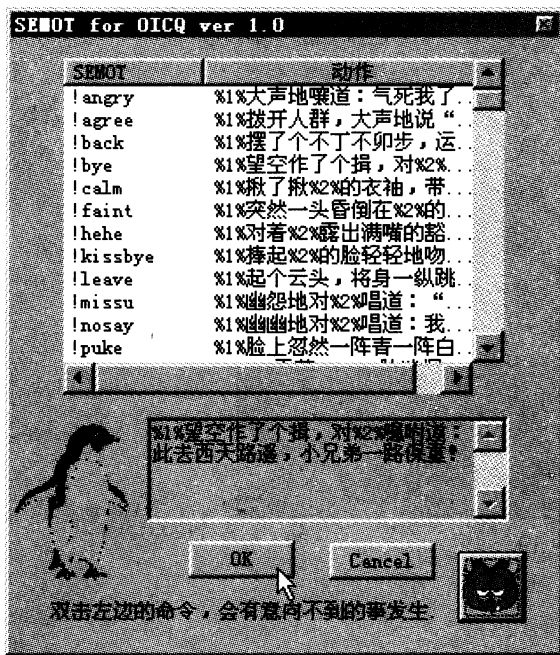 SEMOT for OICQ ver 1.0
SEMOT 动作
!angry %1%大声地嚷道：气死我了...
!agree %1%拨开人群，大声地说“...
!back %1%摆了个不丁不卯步，运...
!bye %1%望空作了个揖，对%2%...
!calm %1%揪了揪%2%的衣袖，带...
!faint %1%突然一头昏倒在%2%的...
!hehe %1%对着%2%露出满嘴的豁...
!kissbye %1%捧起%2%的脸轻轻地吻...
!leave %1%起个云头，将身一纵跳...
!missu %1%幽怨地对%2%唱道：“...
!nosay %1%幽幽地对%2%唱道：我...
!puke %1%脸上忽然一阵青一阵白...
%1%望空作了个揖，对%2%嘱咐道：
此去西天路遥，小兄弟一路保重！
OK Cancel
双击左边的命令，会有意向不到的事发生